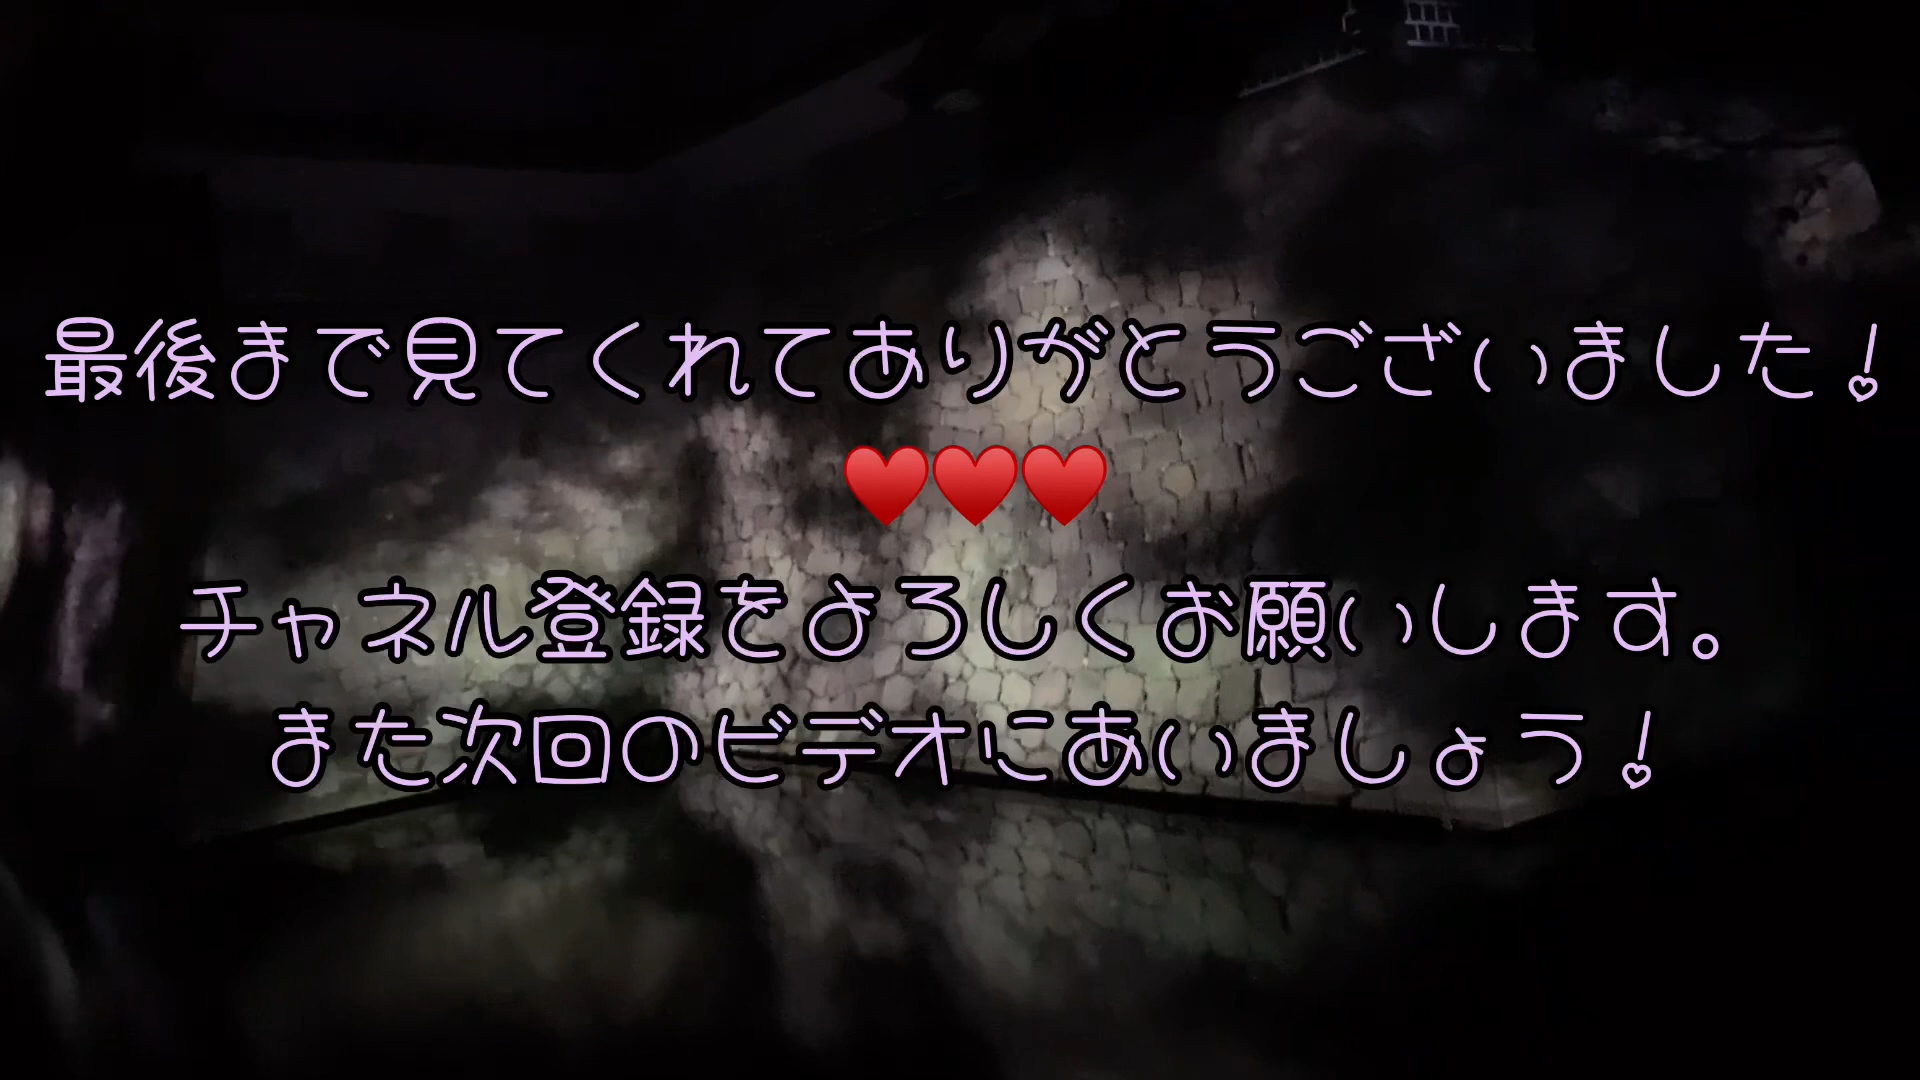 最後まで見てくれてありがとうございました!
♥♥♥
チャネル登録をよろしくお願いします。
また次回のビデオにあいましょう!